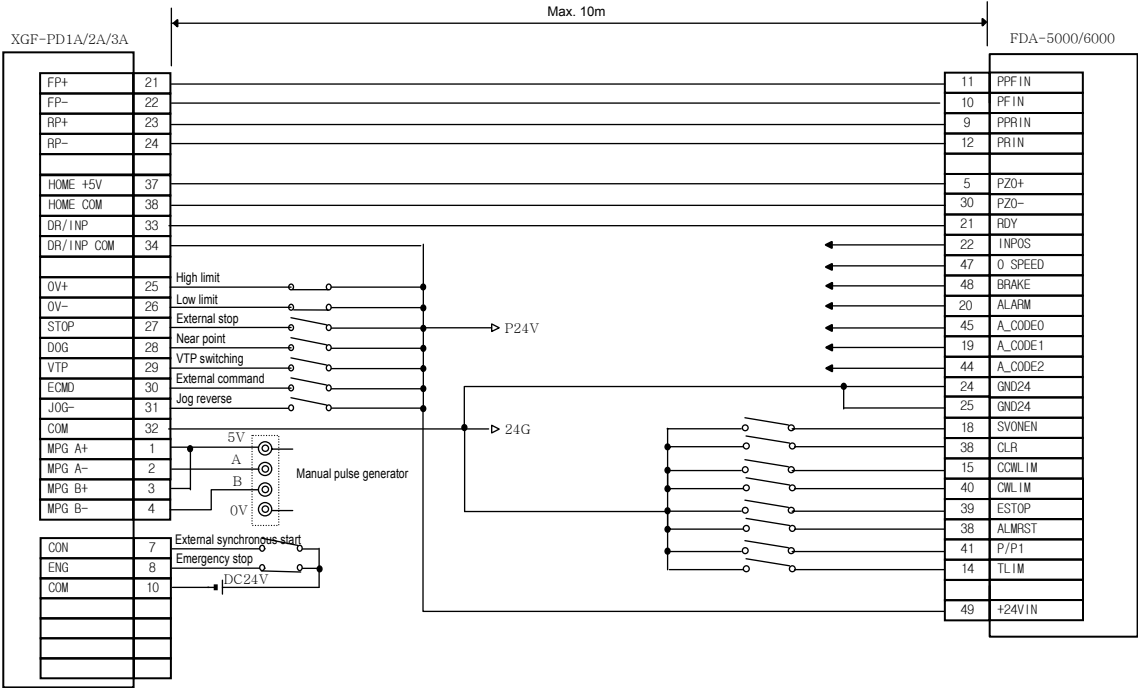 Max. 10m
XGF-PD1A/2A/3A
FDA-5000/6000
FP+ 21
FP- 22
RP+ 23
RP- 24
HOME +5V 37
HOME COM 38
DR/INP 33
DR/INP COM 34
0V+ 25 High limit
0V- 26 Low limit
STOP 27 External stop
DOG 28 Near point
VTP 29 VTP switching
ECMD 30 External command
JOG- 31 Jog reverse
COM 32
MPG A+ 1 5V
MPG A- 2 A
MPG B+ 3 B
MPG B- 4 0V
Manual pulse generator
CON 7 External synchronous start
ENG 8 Emergency stop
COM 10 DC24V
P24V
24G
11 PPFIN
10 PFIN
9 PPRIN
12 PRIN
5 PZO+
30 PZO-
21 RDY
22 INPOS
47 0 SPEED
48 BRAKE
20 ALARM
45 A_CODE0
19 A_CODE1
44 A_CODE2
24 GND24
25 GND24
18 SVONEN
38 CLR
15 CCWLIM
40 CWLIM
39 ESTOP
38 ALMRST
41 P/P1
14 TLIM
49 +24VIN